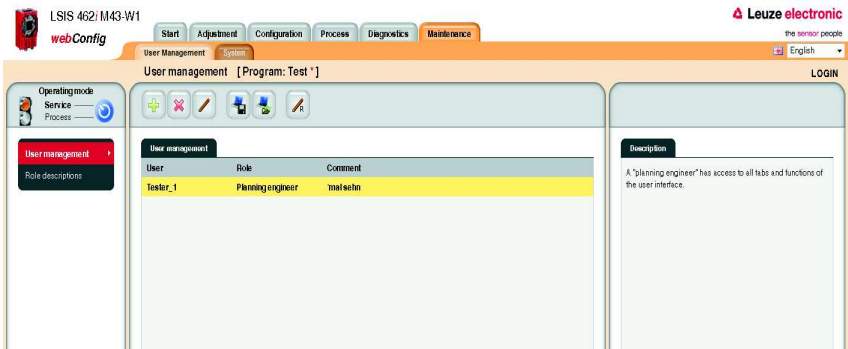 LSIS 462i M43-W1
webConfig
Leuze electronic
the sensor people
Start Adjustment Configuration Process Diagnostics Maintenance
User Management System
English
User management [Program: Test *]
LOGIN
Operating mode
Service
Process
R
User management
Role descriptions
User management
User Role Comment
Tester_1 Planning engineer 'mal sehn
Description
A "planning engineer" has access to all tabs and functions of
the user interface.